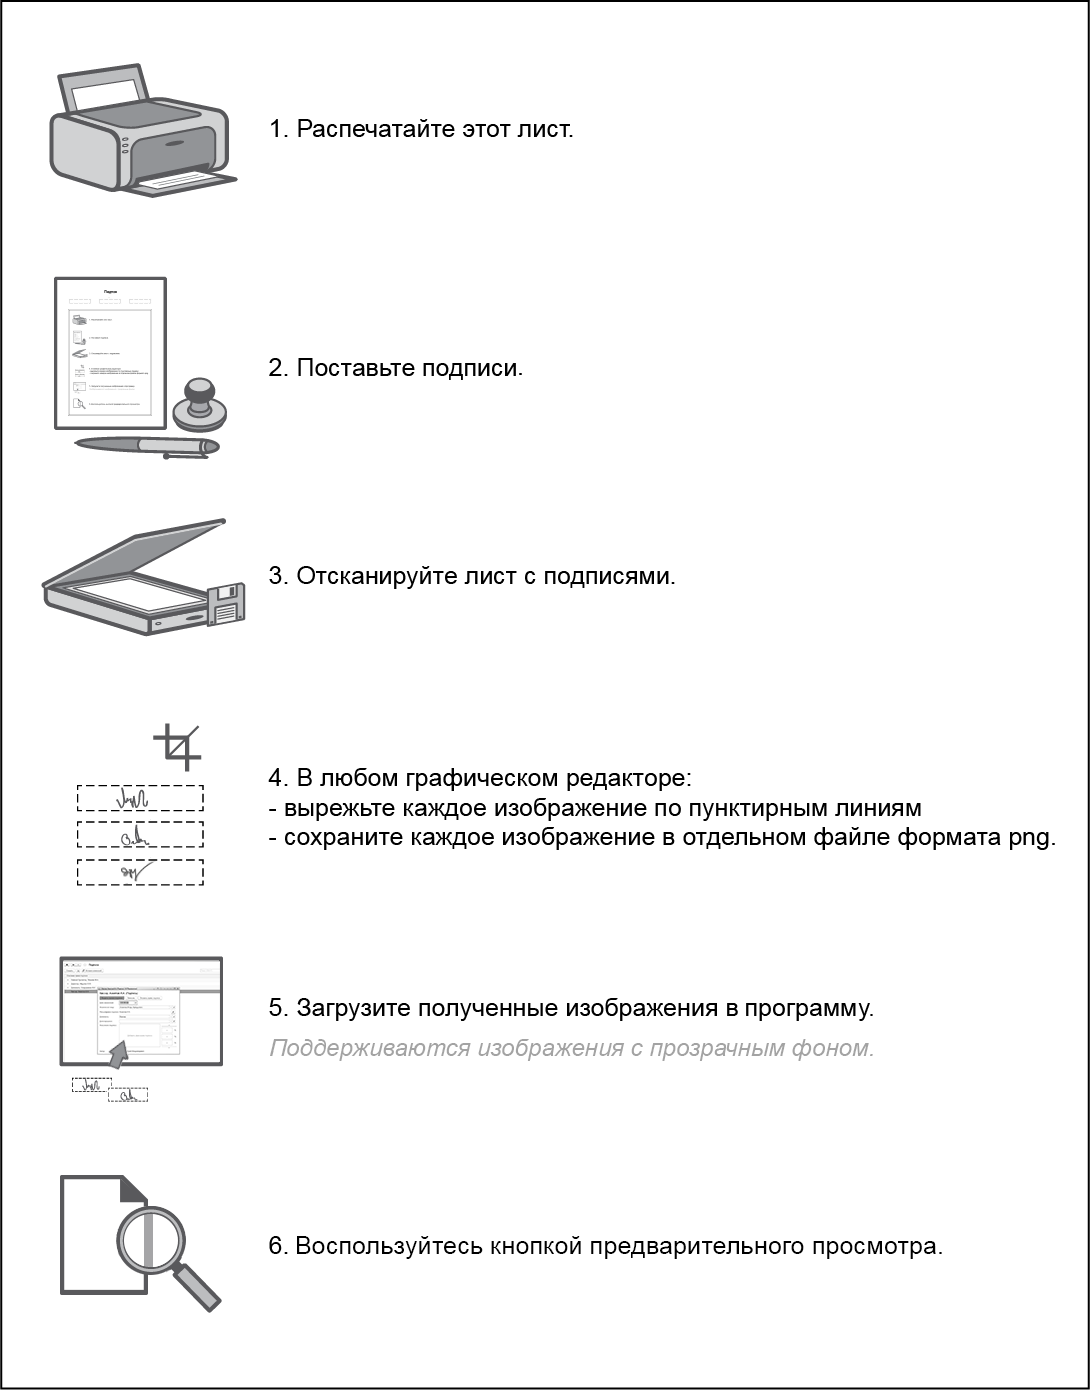 1. Распечатайте этот лист.
2. Поставьте подписи.
3. Отсканируйте лист с подписями.
4. В любом графическом редакторе:
- вырежьте каждое изображение по пунктирным линиям
- сохраните каждое изображение в отдельном файле формата png.
5. Загрузите полученные изображения в программу.
Поддерживаются изображения с прозрачным фоном.
6. Воспользуйтесь кнопкой предварительного просмотра.